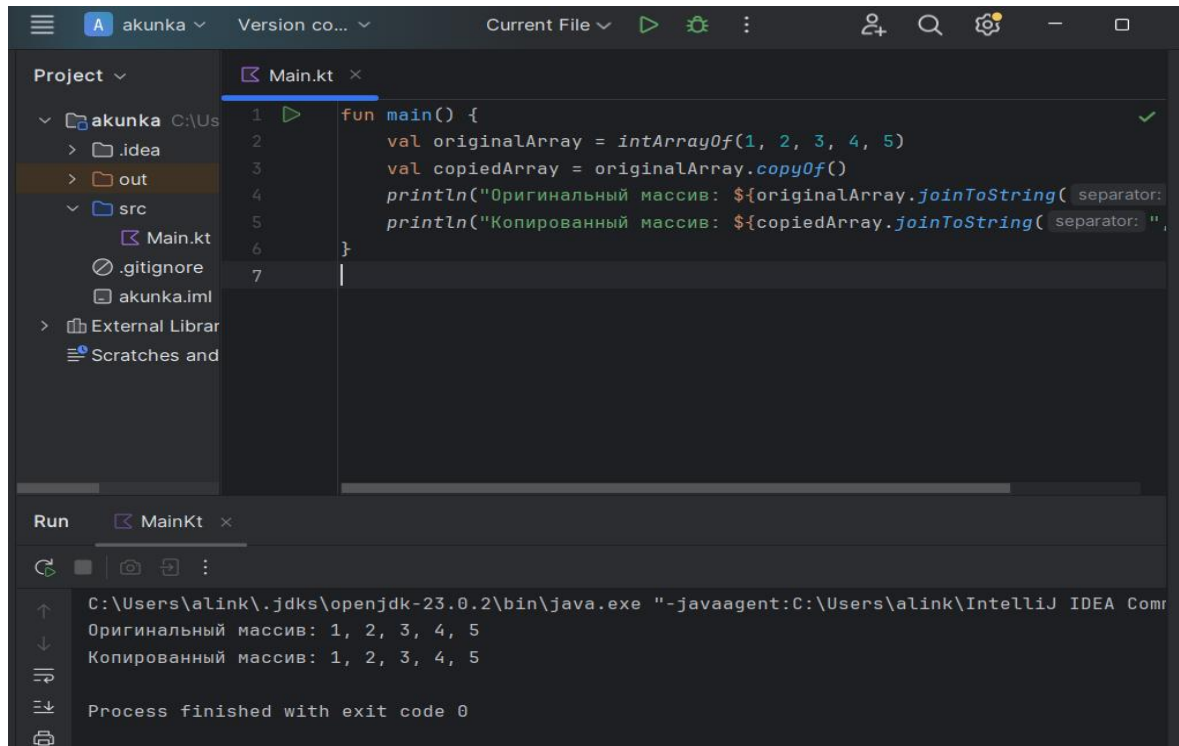 A akunka Version co... Current File
Project
Main.kt
akunka C:\Us
.idea
out
src
Main.kt
.gitignore
akunka.iml
External Librar
Scratches and
1 fun main() {
2 val originalArray = intArrayOf(1, 2, 3, 4, 5)
3 val copiedArray = originalArray.copyOf()
4 println("Оригинальный массив: ${originalArray.joinToString( separator:
5 println("Копированный массив: ${copiedArray.joinToString( separator: ",
6 }
7
Run MainKt
C:\Users\alink\.jdks\openjdk-23.0.2\bin\java.exe "-javaagent:C:\Users\alink\IntelliJ IDEA Com
Оригинальный массив: 1, 2, 3, 4, 5
Копированный массив: 1, 2, 3, 4, 5
Process finished with exit code 0